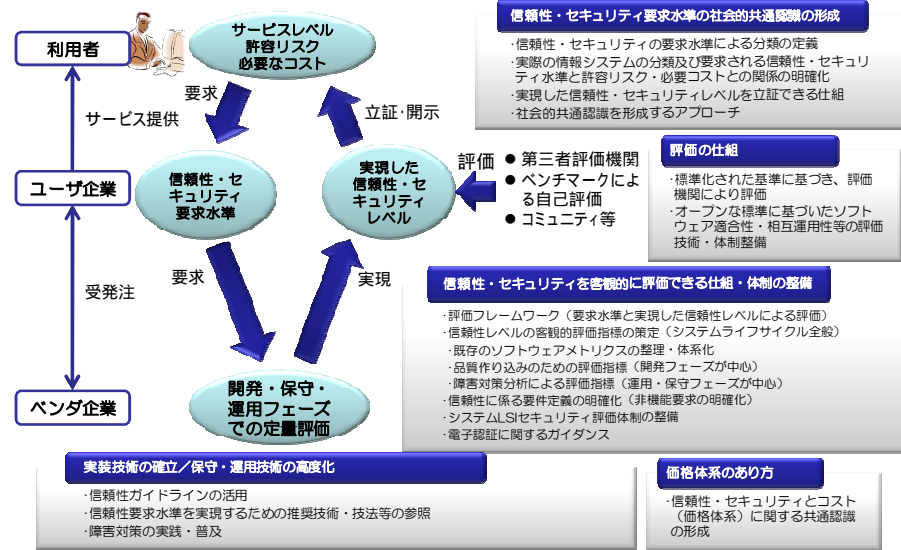 利用者
サービスレベル
許容リスク
必要なコスト
要求
サービス提供
立証・開示
ユーザ企業
信頼性・セ
キュリティ
要求水準
実現した
信頼性・セ
キュリティ
レベル
評価
● 第三者評価機関
● ベンチマークによ
る自己評価
● コミュニティ等
受発注
要求
実現
ベンダ企業
開発・保守・
運用フェーズ
での定量評価
信頼性・セキュリティ要求水準の社会的共通認識の形成
・信頼性・セキュリティの要求水準による分類の定義
・実際の情報システムの分類及び要求される信頼性・セキュリ
ティ水準と許容リスク・必要コストとの関係の明確化
・実現した信頼性・セキュリティレベルを立証できる仕組
・社会的共通認識を形成するアプローチ
評価の仕組
・標準化された基準に基づき、評価
機関により評価
・オープンな標準に基づいたソフト
ウェア適合性・相互運用性等の評価
技術・体制整備
信頼性・セキュリティを客観的に評価できる仕組・体制の整備
・評価フレームワーク（要求水準と実現した信頼性レベルによる評価）
・信頼性レベルの客観的評価指標の策定（システムライフサイクル全般）
・既存のソフトウェアメトリクスの整理・体系化
・品質作り込みのための評価指標（開発フェーズが中心）
・障害対策分析による評価指標（運用・保守フェーズが中心）
・信頼性に係る要件定義の明確化（非機能要求の明確化）
・システムLSIセキュリティ評価体制の整備
・電子認証に関するガイダンス
実装技術の確立／保守・運用技術の高度化
・信頼性ガイドラインの活用
・信頼性要求水準を実現するための推奨技術・技法等の参照
・障害対策の実践・普及
価格体系のあり方
・信頼性・セキュリティとコスト
（価格体系）に関する共通認識
の形成